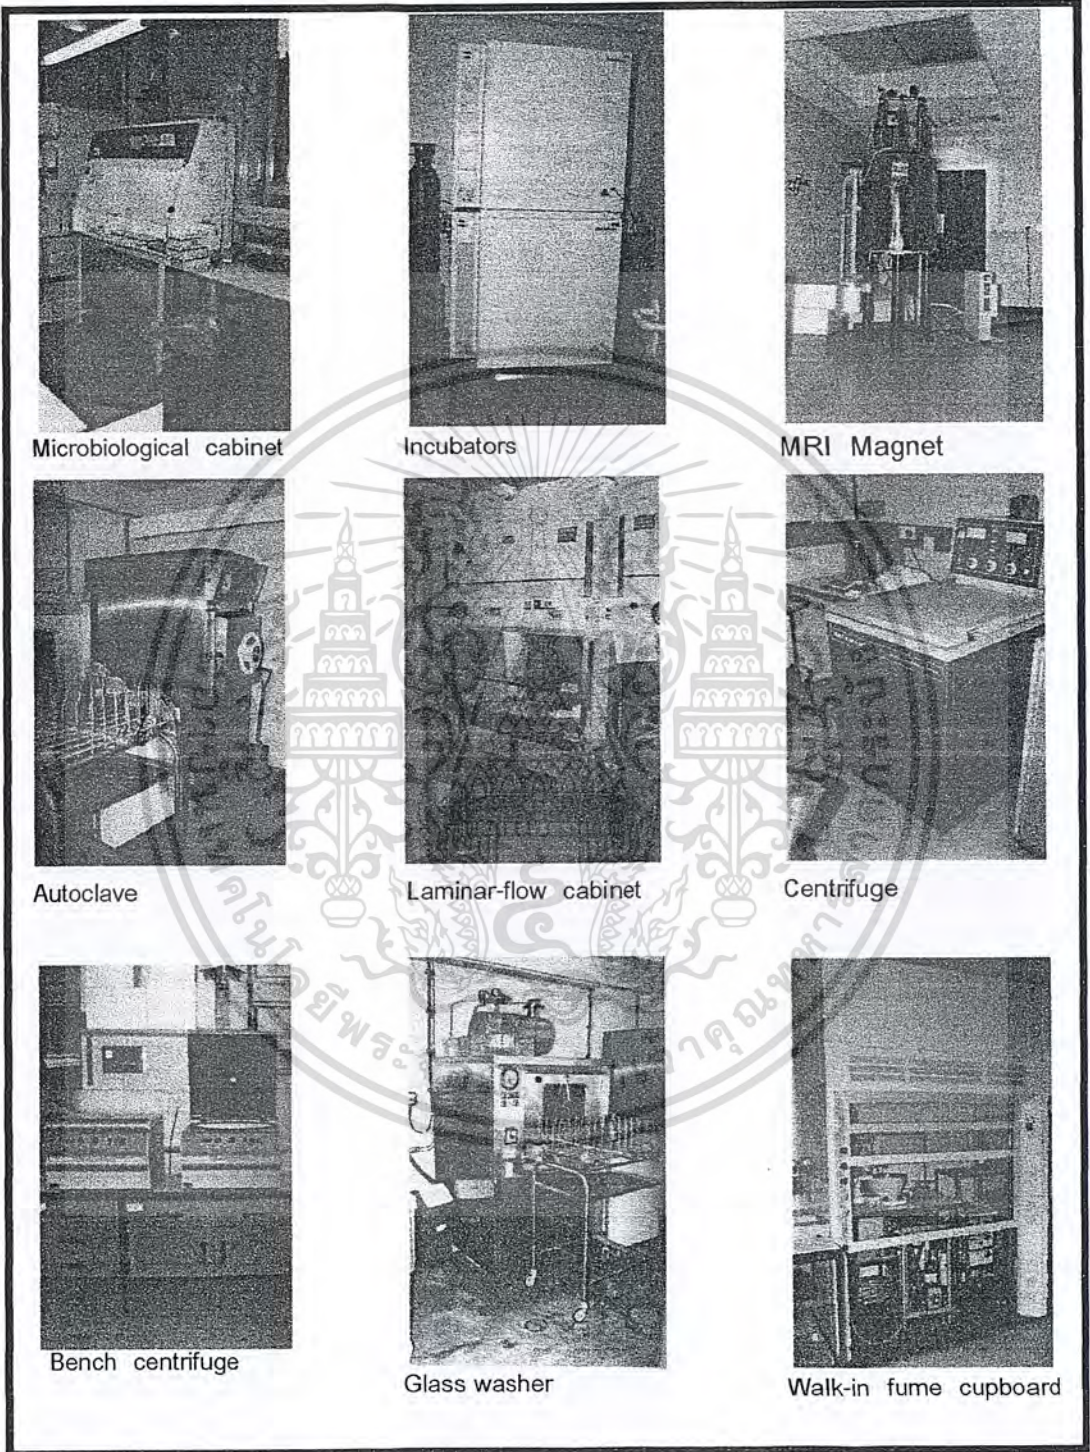 Microbiological cabinet
Incubators
MRI Magnet
Autoclave
Laminar-flow cabinet
Centrifuge
Bench centrifuge
Glass washer
Walk-in fume cupboard